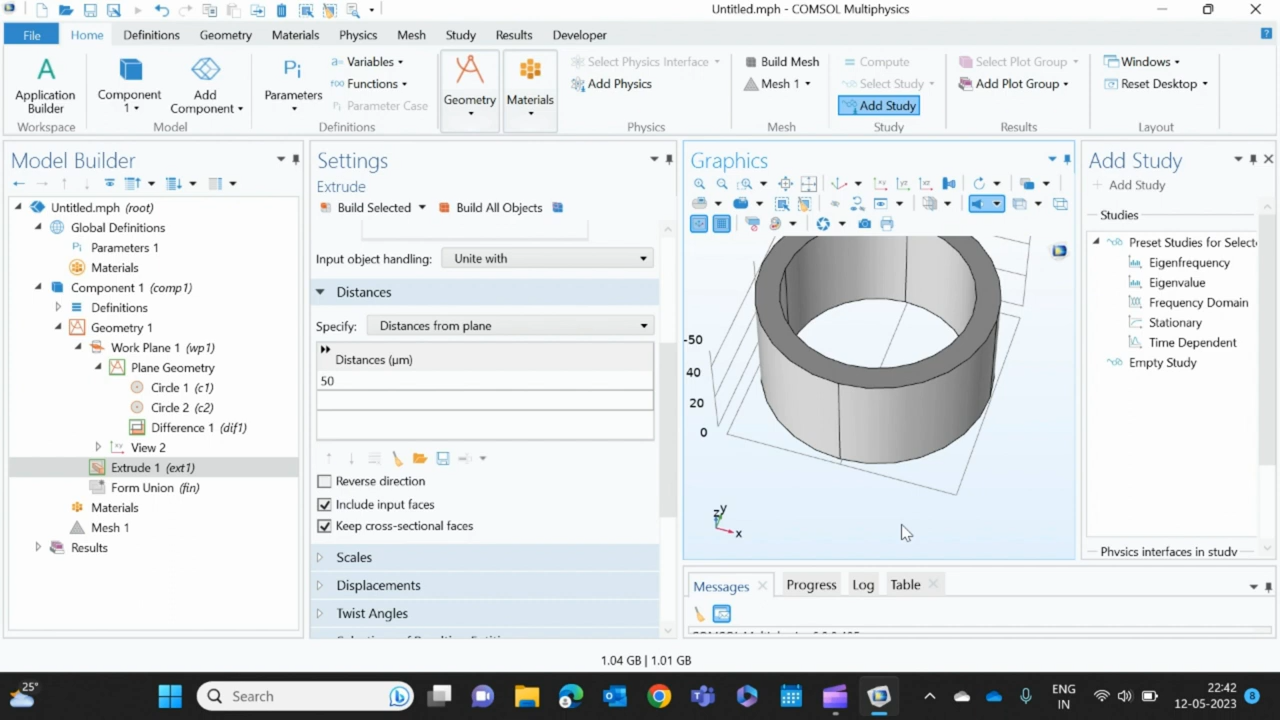 Untitled.mph - COMSOL Multiphysics
File Home Definitions Geometry Materials Physics Mesh Study Results Developer
Application Builder
Workspace
Component 1
Add Component
Model
Pi
Parameters
a= Variables
f(x) Functions
Pi Parameter Case
Definitions
Geometry
Materials
Select Physics Interface
Add Physics
Physics
Build Mesh
Mesh 1
Mesh
= Compute
Select Study
Add Study
Study
Select Plot Group
Add Plot Group
Results
Windows
Reset Desktop
Layout
Model Builder
Untitled.mph (root)
Global Definitions
Pi Parameters 1
Materials
Component 1 (comp1)
Definitions
Geometry 1
Work Plane 1 (wp1)
Plane Geometry
Circle 1 (c1)
Circle 2 (c2)
Difference 1 (dif1)
View 2
Extrude 1 (ext1)
Form Union (fin)
Materials
Mesh 1
Results
Settings
Extrude
Build Selected Build All Objects
Input object handling: Unite with
Distances
Specify: Distances from plane
Distances (µm)
50
Reverse direction
Include input faces
Keep cross-sectional faces
Scales
Displacements
Twist Angles
Graphics
-50
40
20
0
z y
x
Messages Progress Log Table
Add Study
+ Add Study
Studies
Preset Studies for Select
Eigenfrequency
Eigenvalue
Frequency Domain
Stationary
Time Dependent
Empty Study
Physics interfaces in study
1.04 GB | 1.01 GB
25°
Search
ENG
IN
22:42
12-05-2023
8